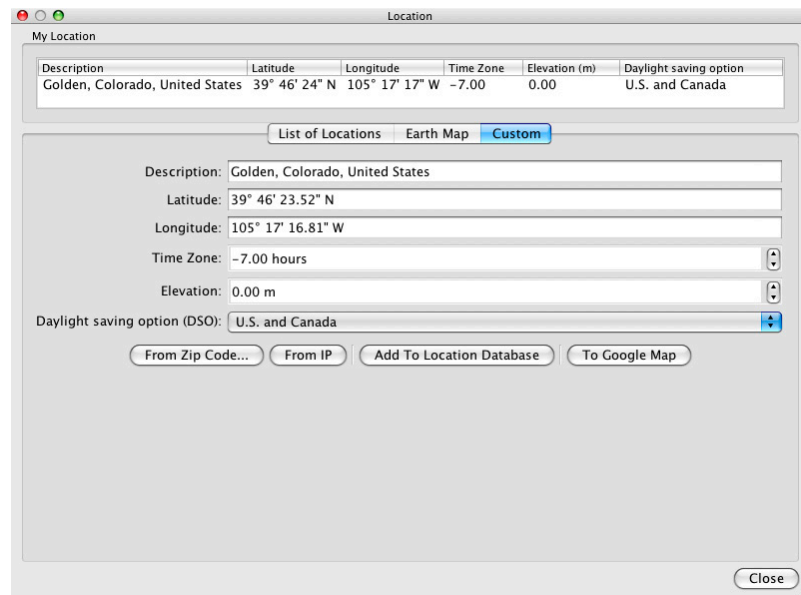 Location
My Location
Description Latitude Longitude Time Zone Elevation (m) Daylight saving option
Golden, Colorado, United States 39° 46' 24" N 105° 17' 17" W -7.00 0.00 U.S. and Canada
List of Locations Earth Map Custom
Description: Golden, Colorado, United States
Latitude: 39° 46' 23.52" N
Longitude: 105° 17' 16.81" W
Time Zone: -7.00 hours
Elevation: 0.00 m
Daylight saving option (DSO): U.S. and Canada
From Zip Code... From IP Add To Location Database To Google Map
Close